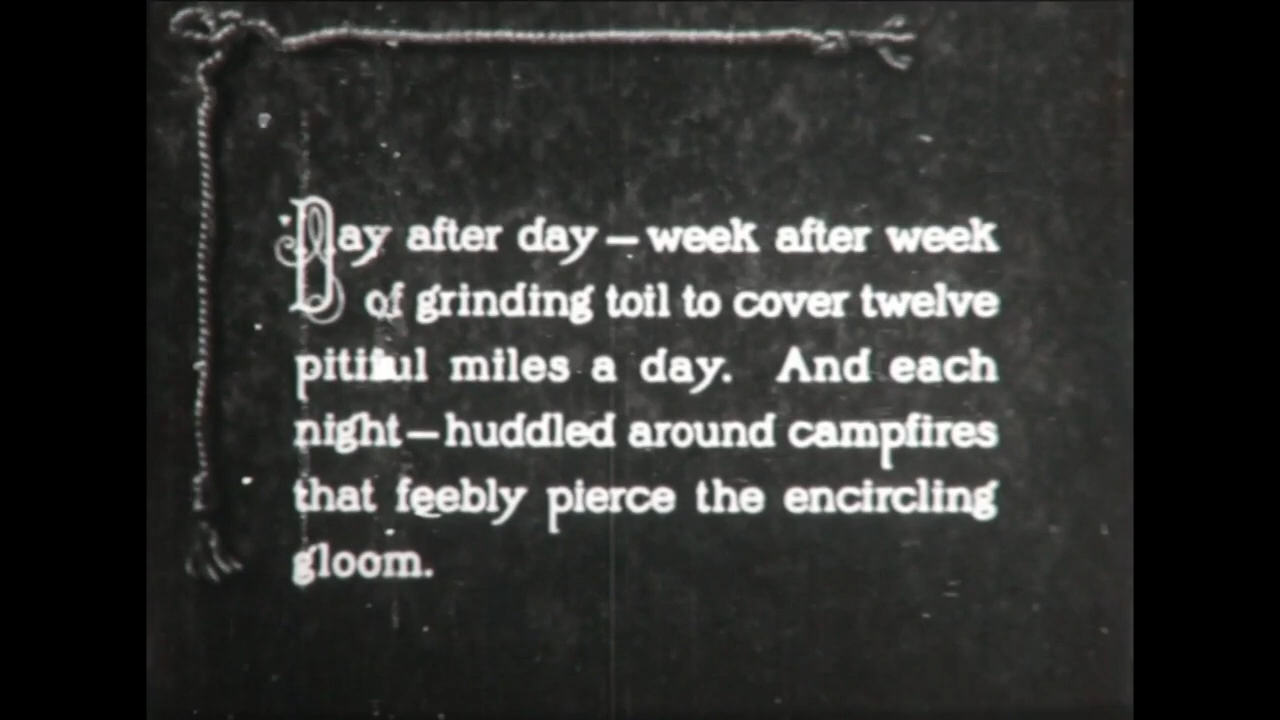 Day after day—week after week
of grinding toil to cover twelve
pitiful miles a day. And each
night—huddled around campfires
that feebly pierce the encircling
gloom.